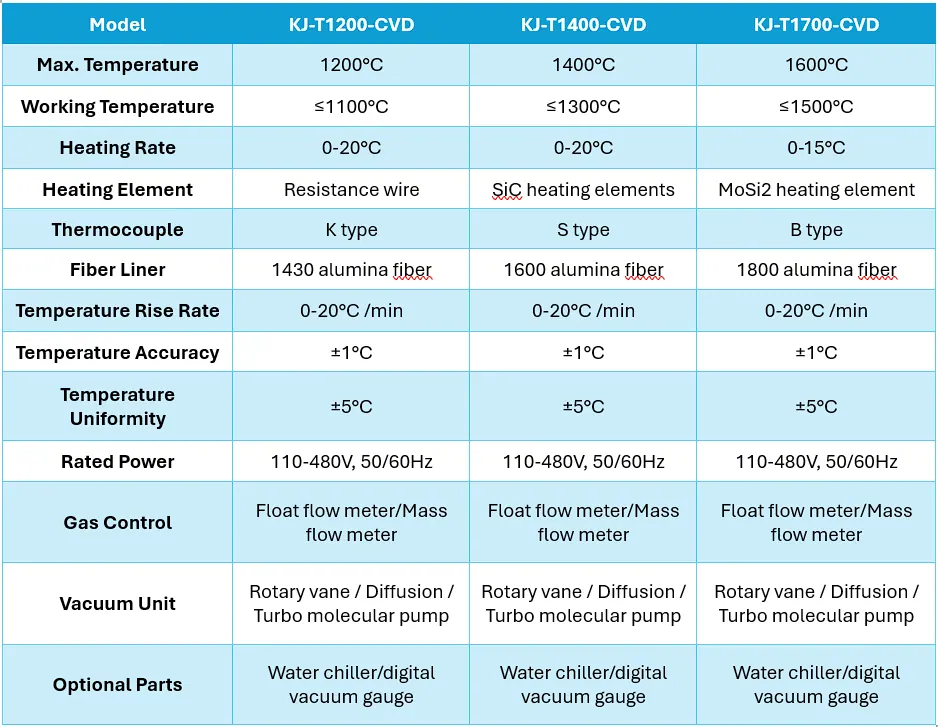 Model KJ-T1200-CVD KJ-T1400-CVD KJ-T1700-CVD
Max. Temperature 1200°C 1400°C 1600°C
Working Temperature ≤1100°C ≤1300°C ≤1500°C
Heating Rate 0-20°C 0-20°C 0-15°C
Heating Element Resistance wire SiC heating elements MoSi2 heating element
Thermocouple K type S type B type
Fiber Liner 1430 alumina fiber 1600 alumina fiber 1800 alumina fiber
Temperature Rise Rate 0-20°C /min 0-20°C /min 0-20°C /min
Temperature Accuracy ±1°C ±1°C ±1°C
Temperature
Uniformity
±5°C ±5°C ±5°C
Rated Power 110-480V, 50/60Hz 110-480V, 50/60Hz 110-480V, 50/60Hz
Gas Control
Float flow meter/Mass
flow meter
Float flow meter/Mass
flow meter
Float flow meter/Mass
flow meter
Vacuum Unit
Rotary vane / Diffusion /
Turbo molecular pump
Rotary vane / Diffusion /
Turbo molecular pump
Rotary vane / Diffusion /
Turbo molecular pump
Optional Parts
Water chiller/digital
vacuum gauge
Water chiller/digital
vacuum gauge
Water chiller/digital
vacuum gauge